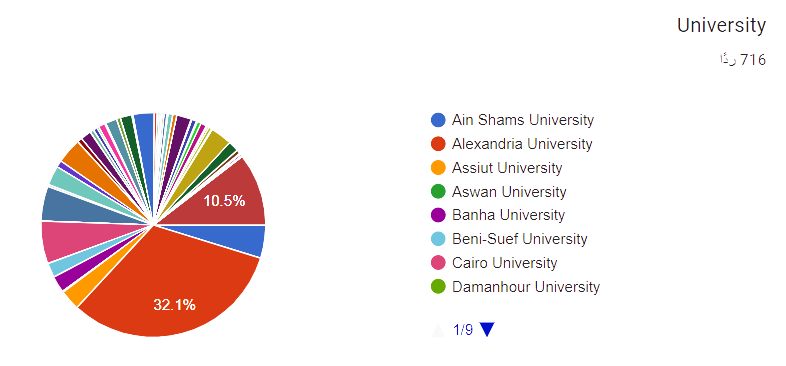 University
716 ردًا
Ain Shams University
Alexandria University
Assiut University
Aswan University
Banha University
Beni-Suef University
Cairo University
Damanhour University
1/9
10.5%
32.1%